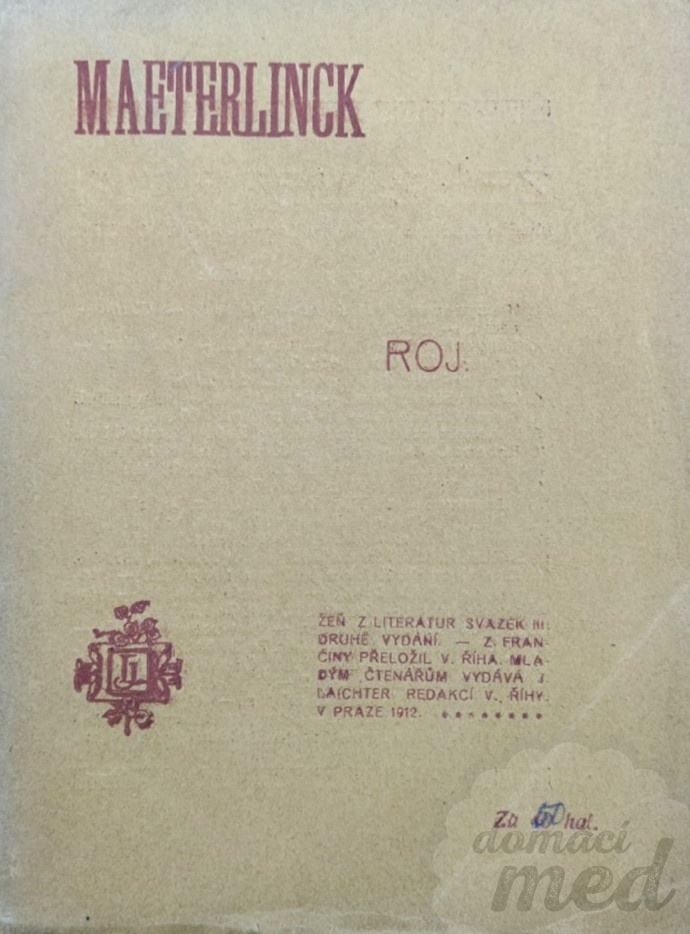 MAETERLINCK
ROJ.
ŽEŇ Z LITERATUR SVAZEK III.
DRUHÉ VYDÁNÍ. — Z FRAN-
ČINY PŘELOŽIL V. ŘÍHA. MLA-
DÝM ČTENÁŘŮM VYDÁVÁ J.
LAICHTER REDAKCÍ V. ŘÍHY.
V PRAZE 1912.
JL
Za hal.
domácí
med